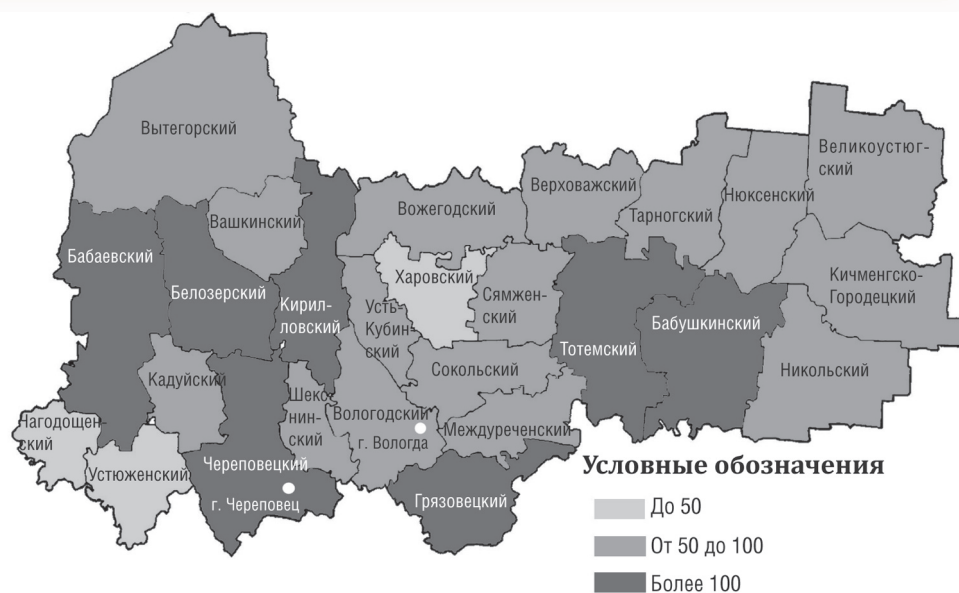 Вытегорский
Великоустюг-
ский
Верховажский
Вожегодский
Тарногский
Нюксенский
Вашкинский
Бабаевский
Белозерский
Кирил-
ловский
Харовский
Усть-
Кубин-
ский
Сямжен-
ский
Кичменгско-
Городецкий
Бабушкинский
Тотемский
Никольский
Кадуйский
Сокольский
Шекс-
нин-
ский
Вологодский
г. Вологда
Междуреченский
Чагодощен-
ский
Устюженский
Череповецкий
г. Череповец
Грязовецкий
Условные обозначения
До 50
От 50 до 100
Более 100